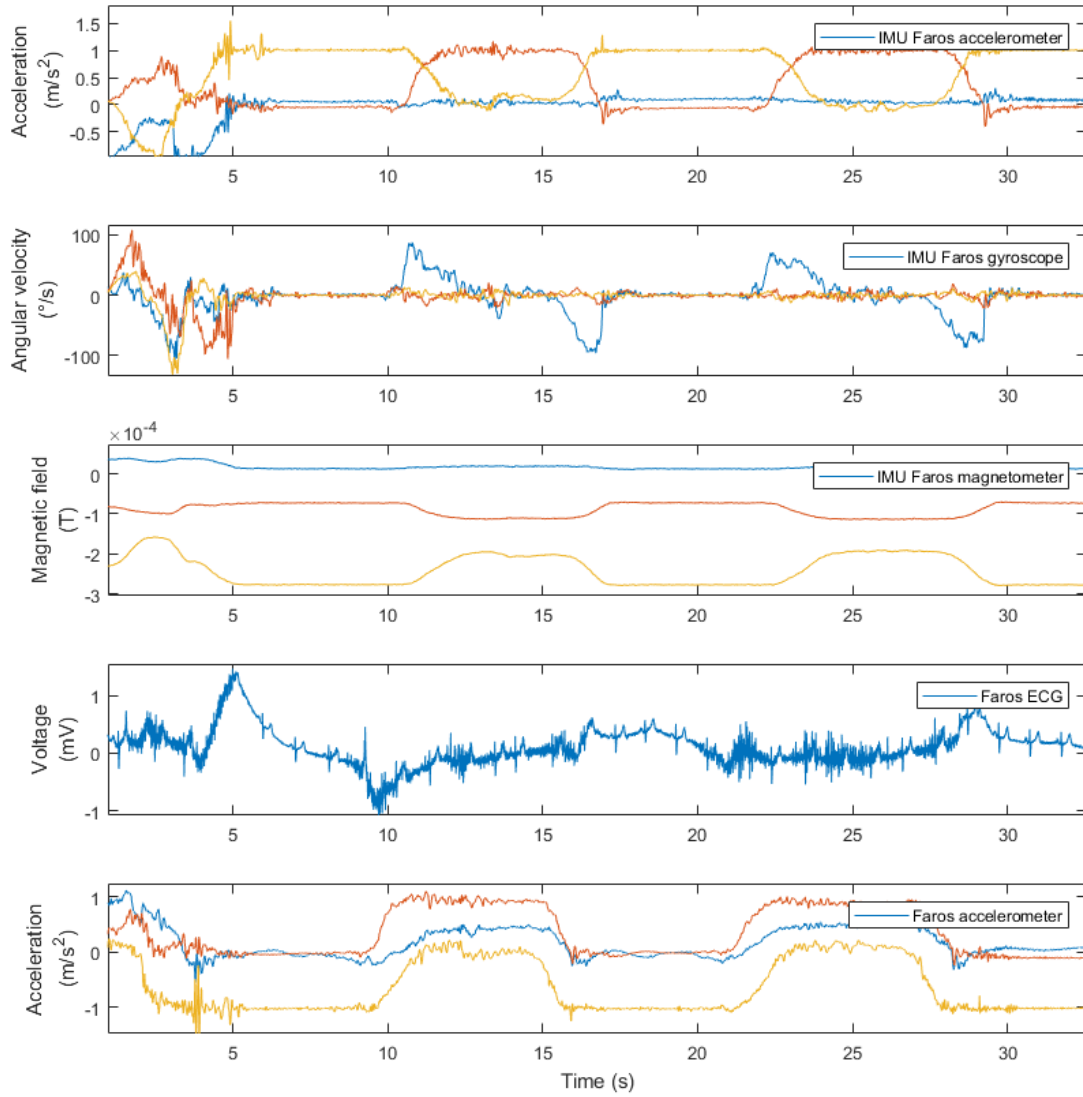 Acceleration
(m/s²)
1.5
1
0.5
0
-0.5
IMU Faros accelerometer
5 10 15 20 25 30
Angular velocity
(°/s)
100
0
-100
IMU Faros gyroscope
5 10 15 20 25 30
×10⁻⁴
Magnetic field
(T)
0
-1
-2
-3
IMU Faros magnetometer
5 10 15 20 25 30
Voltage
(mV)
1
0
-1
Faros ECG
5 10 15 20 25 30
Acceleration
(m/s²)
1
0
-1
Faros accelerometer
5 10 15 20 25 30
Time (s)